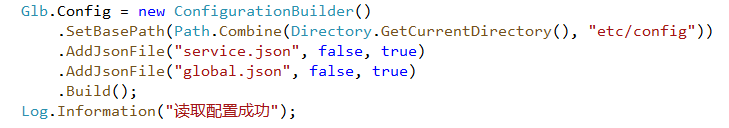 Glb.Config = new ConfigurationBuilder()
.SetBasePath(Path.Combine(Directory.GetCurrentDirectory(), "etc/config"))
.AddJsonFile("service.json", false, true)
.AddJsonFile("global.json", false, true)
.Build();
Log.Information("读取配置成功");